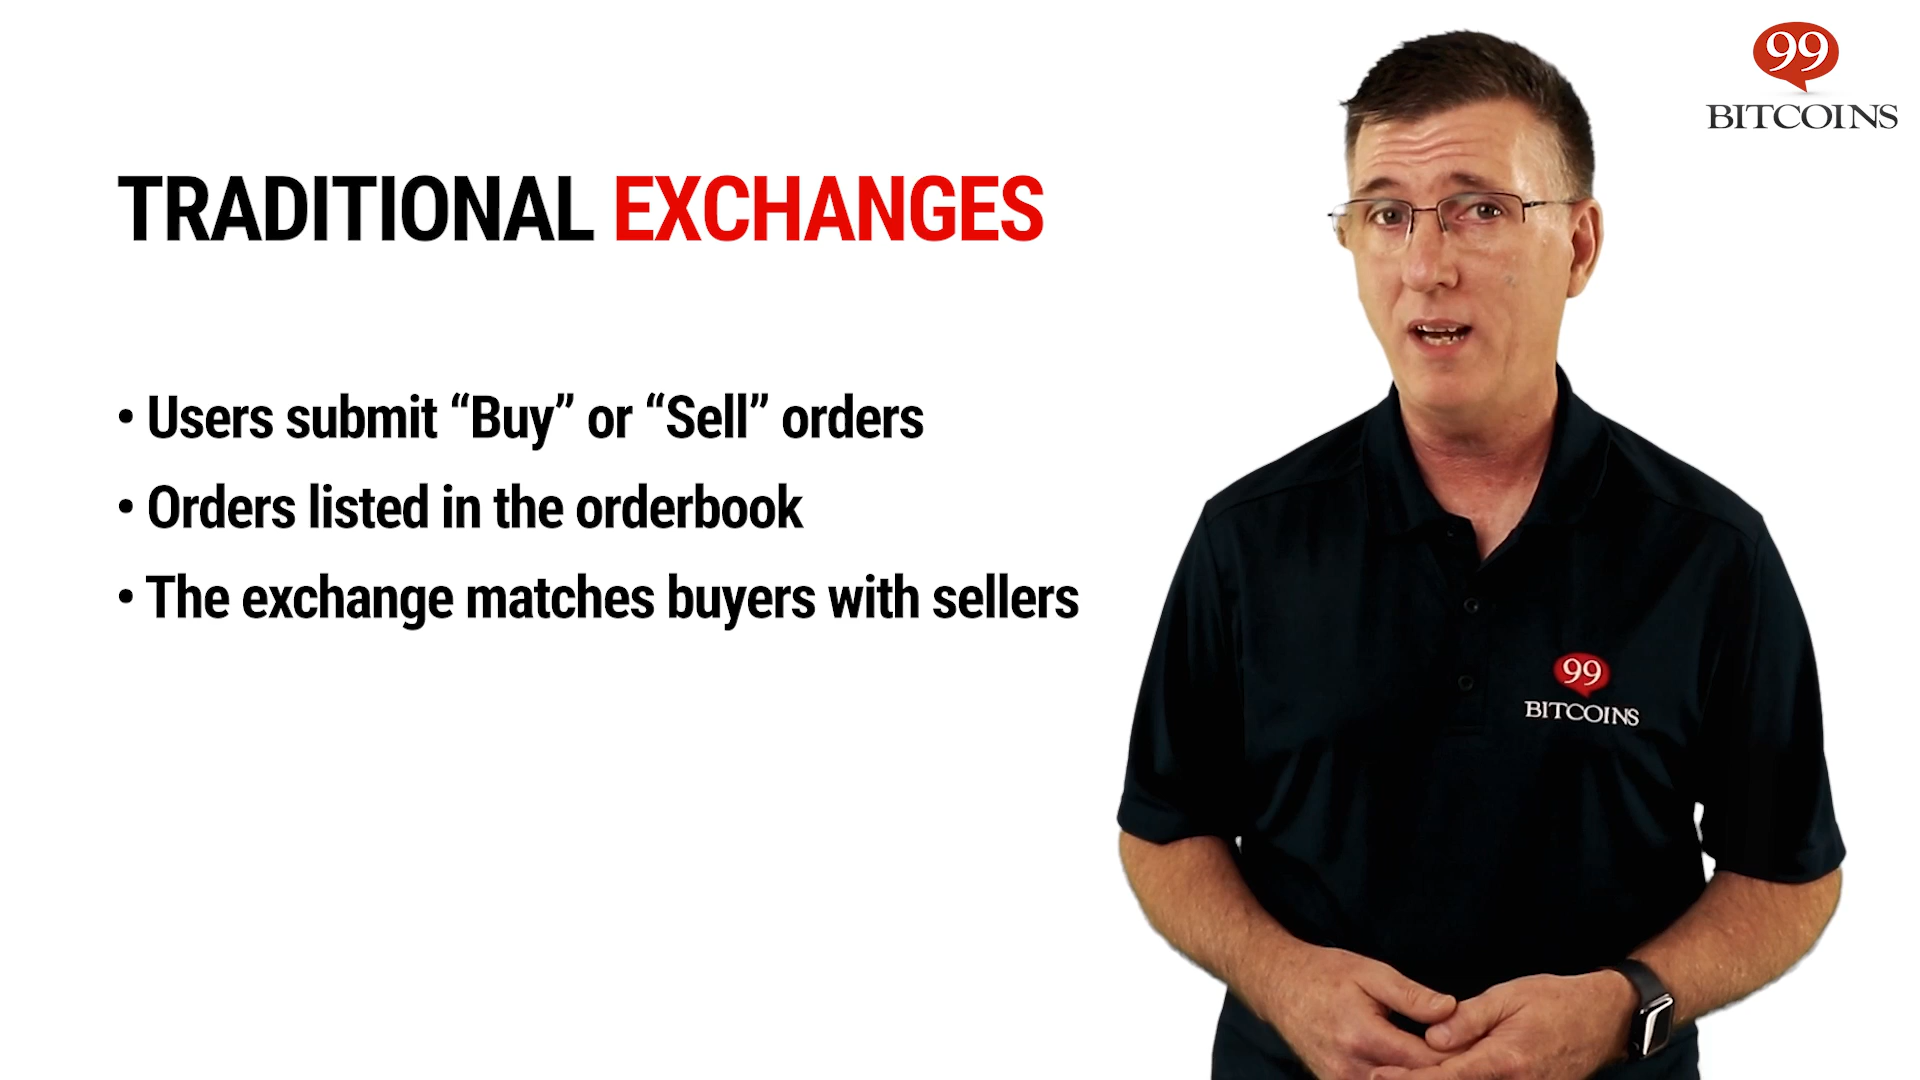 99
BITCOINS
TRADITIONAL EXCHANGES
• Users submit “Buy” or “Sell” orders
• Orders listed in the orderbook
• The exchange matches buyers with sellers
99
BITCOINS